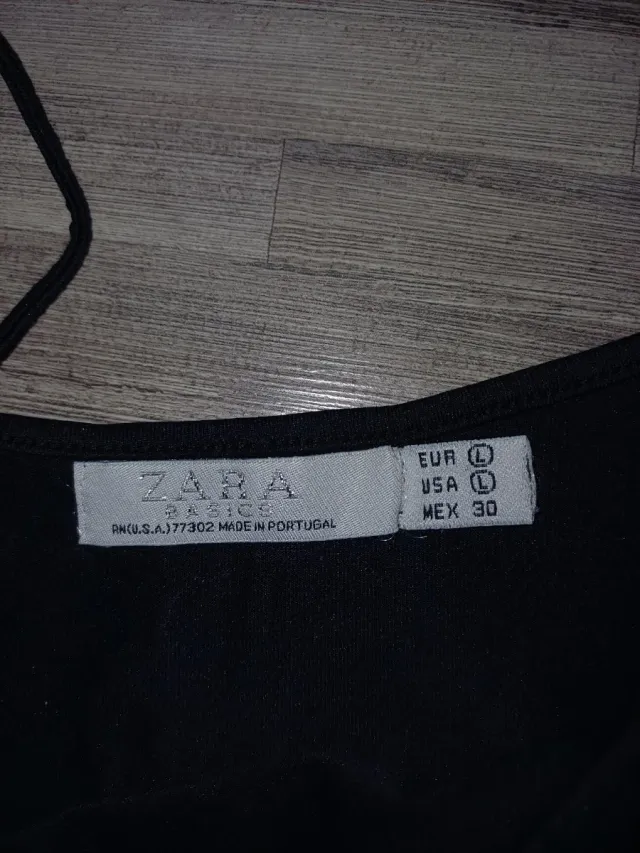 ZARA
BASICS
RN(U.S.A.)77302 MADE IN PORTUGAL
EUR L
USA L
MEX 30